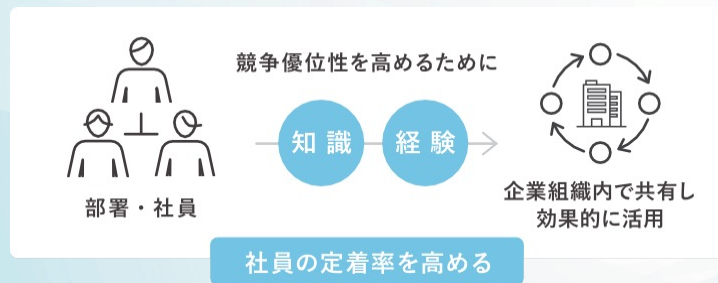 競争優位性を高めるために
知識
経験
部署・社員
企業組織内で共有し
効果的に活用
社員の定着率を高める